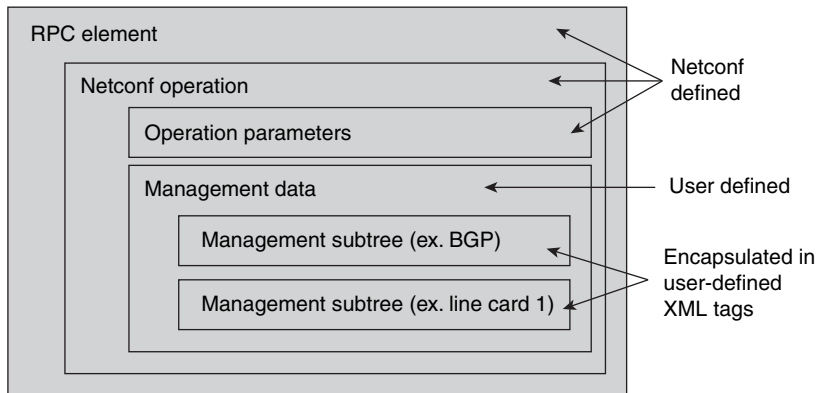 RPC element
Netconf operation
Operation parameters
Management data
Management subtree (ex. BGP)
Management subtree (ex. line card 1)
Netconf
defined
User defined
Encapsulated in
user-defined
XML tags